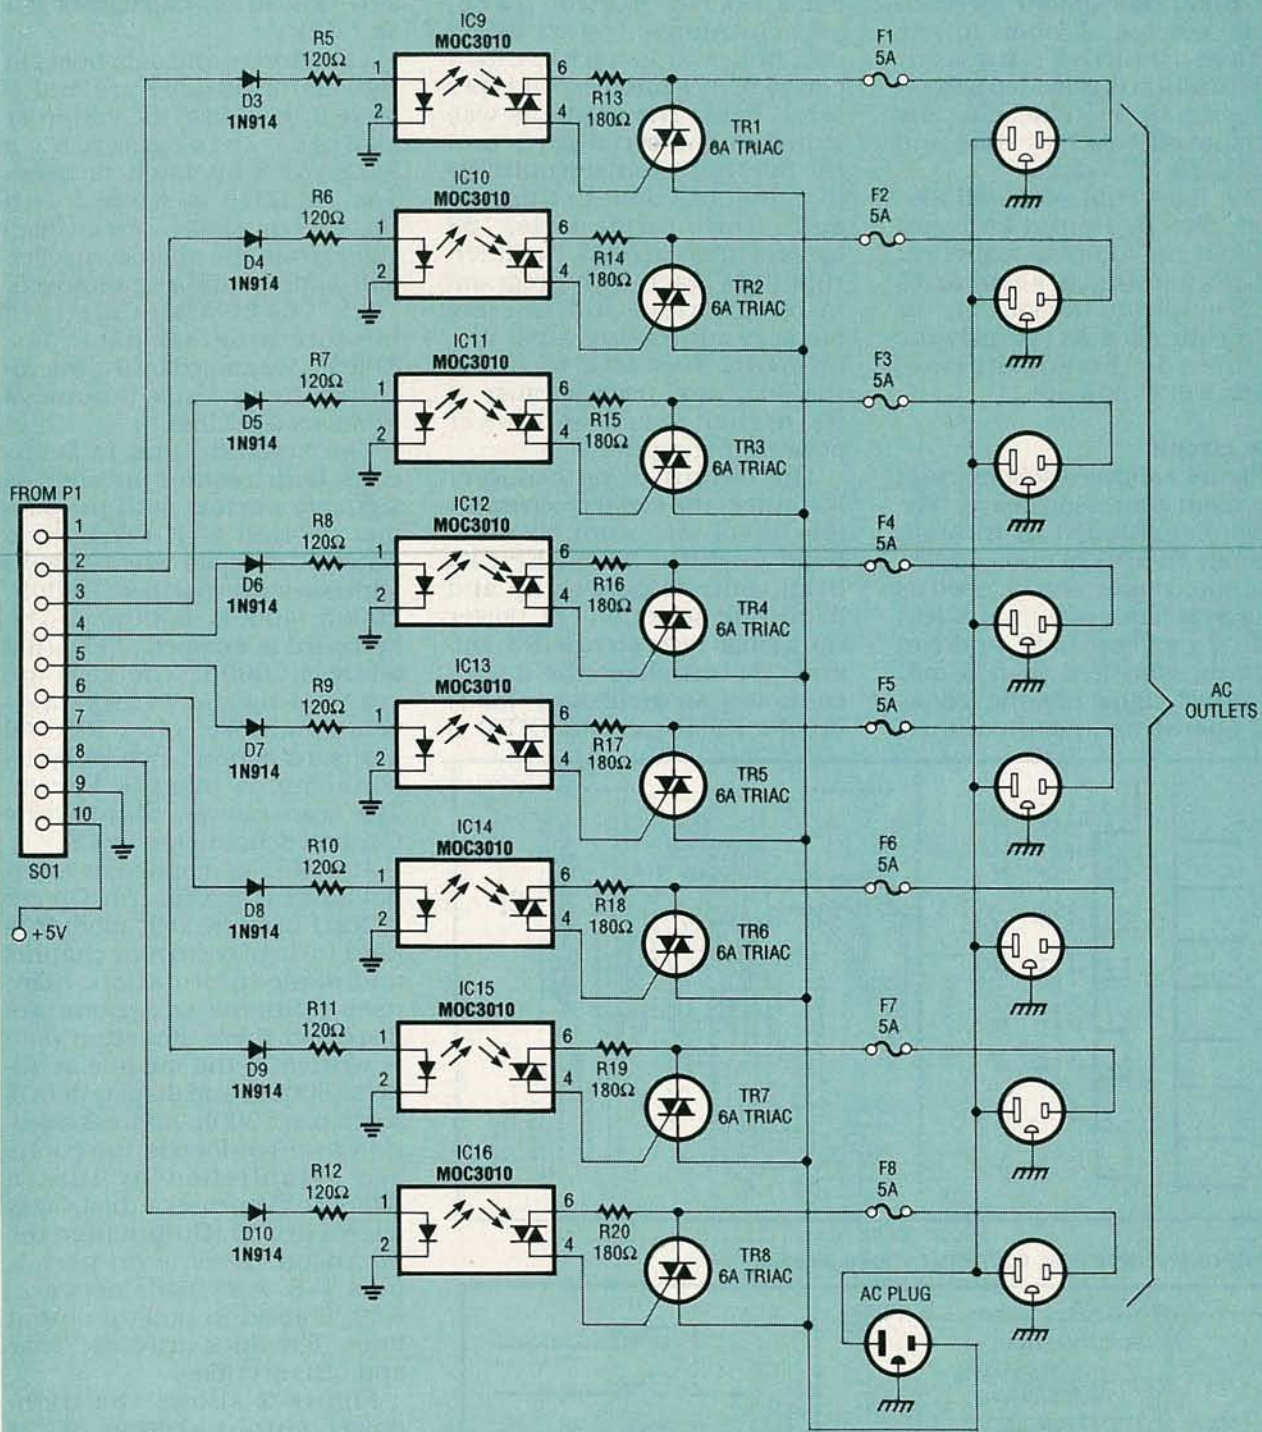 IC9
MOC3010
R5
120Ω
D3
1N914
1
2
6
4
R13
180Ω
TR1
6A TRIAC
F1
5A
IC10
MOC3010
R6
120Ω
D4
1N914
1
2
6
4
R14
180Ω
TR2
6A TRIAC
F2
5A
IC11
MOC3010
R7
120Ω
D5
1N914
1
2
6
4
R15
180Ω
TR3
6A TRIAC
F3
5A
FROM P1
1
2
3
4
5
6
7
8
9
10
SO1
+5V
IC12
MOC3010
R8
120Ω
D6
1N914
1
2
6
4
R16
180Ω
TR4
6A TRIAC
F4
5A
AC
OUTLETS
IC13
MOC3010
R9
120Ω
D7
1N914
1
2
6
4
R17
180Ω
TR5
6A TRIAC
F5
5A
IC14
MOC3010
R10
120Ω
D8
1N914
1
2
6
4
R18
180Ω
TR6
6A TRIAC
F6
5A
IC15
MOC3010
R11
120Ω
D9
1N914
1
2
6
4
R19
180Ω
TR7
6A TRIAC
F7
5A
IC16
MOC3010
R12
120Ω
D10
1N914
1
2
6
4
R20
180Ω
TR8
6A TRIAC
F8
5A
AC PLUG